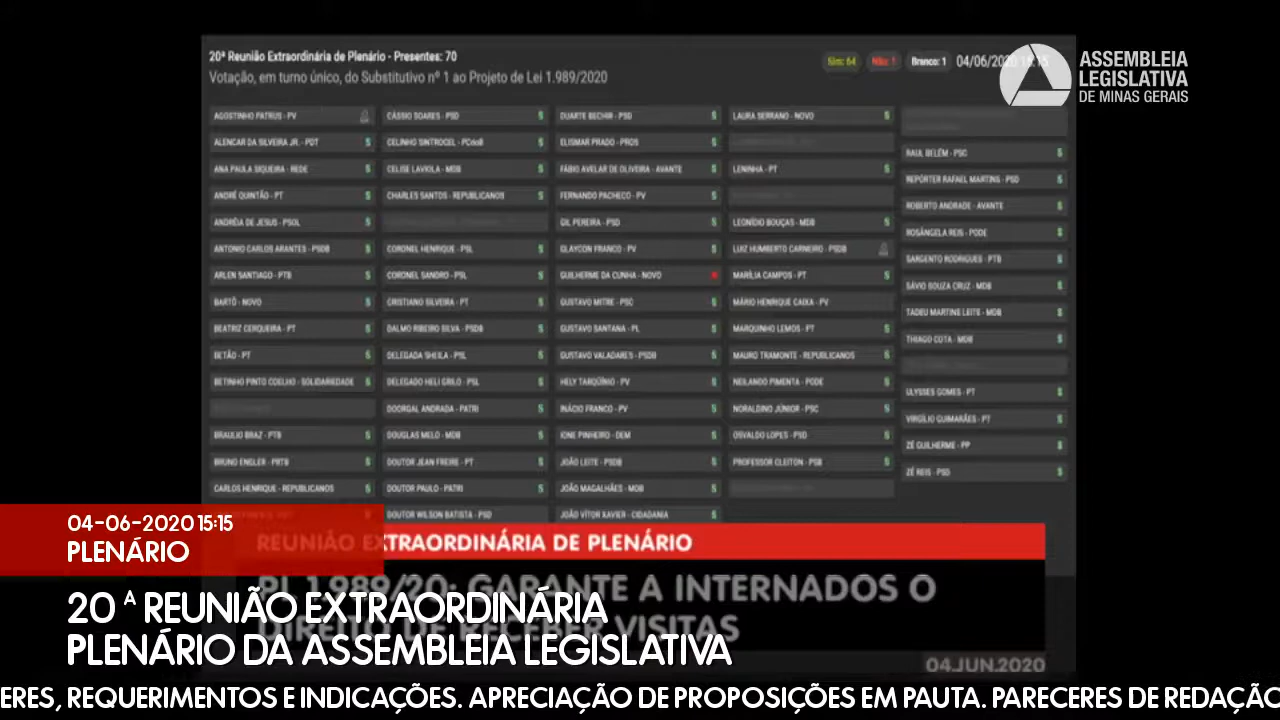 20ª Reunião Extraordinária de Plenário - Presentes: 70
Votação, em turno único, do Substitutivo nº 1 ao Projeto de Lei 1.989/2020
Sim: 64 Não: 1 Branco: 1 04/06/2020 15:15
ASSEMBLEIA
LEGISLATIVA
DE MINAS GERAIS
AGOSTINHO PATRUS - PV
ALENCAR DA SILVEIRA JR. - PDT S
ANA PAULA SIQUEIRA - REDE S
ANDRÉ QUINTÃO - PT S
ANDRÉIA DE JESUS - PSOL S
ANTONIO CARLOS ARANTES - PSDB S
ARLEN SANTIAGO - PTB S
BARTÔ - NOVO S
BEATRIZ CERQUEIRA - PT S
BETÃO - PT S
BETINHO PINTO COELHO - SOLIDARIEDADE S
BRAULIO BRAZ - PTB S
BRUNO ENGLER - PRTB S
CARLOS HENRIQUE - REPUBLICANOS S
CÁSSIO SOARES - PSD S
CELINHO SINTROCEL - PCdoB S
CELISE LAVIOLA - MDB S
CHARLES SANTOS - REPUBLICANOS S
CORONEL HENRIQUE - PSL S
CORONEL SANDRO - PSL S
CRISTIANO SILVEIRA - PT S
DALMO RIBEIRO SILVA - PSDB S
DELEGADA SHEILA - PSL S
DELEGADO HELI GRILO - PSL S
DOORGAL ANDRADA - PATRI S
DOUGLAS MELO - MDB S
DOUTOR JEAN FREIRE - PT S
DOUTOR PAULO - PATRI S
DOUTOR WILSON BATISTA - PSD S
DUARTE BECHIR - PSD S
ELISMAR PRADO - PROS S
FÁBIO AVELAR DE OLIVEIRA - AVANTE S
FERNANDO PACHECO - PV S
GIL PEREIRA - PSD S
GLAYCON FRANCO - PV S
GUILHERME DA CUNHA - NOVO
GUSTAVO MITRE - PSC S
GUSTAVO SANTANA - PL S
GUSTAVO VALADARES - PSDB S
HELY TARQÜÍNIO - PV S
INÁCIO FRANCO - PV S
IONE PINHEIRO - DEM S
JOÃO LEITE - PSDB S
JOÃO MAGALHÃES - MDB S
JOÃO VÍTOR XAVIER - CIDADANIA S
LAURA SERRANO - NOVO S
LENINHA - PT S
LEONÍDIO BOUÇAS - MDB S
LUIZ HUMBERTO CARNEIRO - PSDB
MARÍLIA CAMPOS - PT S
MÁRIO HENRIQUE CAIXA - PV
MARQUINHO LEMOS - PT S
MAURO TRAMONTE - REPUBLICANOS S
NEILANDO PIMENTA - PODE S
NORALDINO JÚNIOR - PSC S
OSVALDO LOPES - PSD S
PROFESSOR CLEITON - PSB S
RAUL BELÉM - PSC S
REPÓRTER RAFAEL MARTINS - PSD S
ROBERTO ANDRADE - AVANTE S
ROSÂNGELA REIS - PODE S
SARGENTO RODRIGUES - PTB S
SÁVIO SOUZA CRUZ - MDB S
TADEU MARTINS LEITE - MDB S
THIAGO COTA - MDB S
ULYSSES GOMES - PT S
VIRGÍLIO GUIMARÃES - PT S
ZÉ GUILHERME - PP S
ZÉ REIS - PSD S
REUNIÃO EXTRAORDINÁRIA DE PLENÁRIO
PL 1.989/20: GARANTE A INTERNADOS O
DIREITO DE RECEBER VISITAS
04.JUN.2020
04-06-2020 15:15
PLENÁRIO
20ª REUNIÃO EXTRAORDINÁRIA
PLENÁRIO DA ASSEMBLEIA LEGISLATIVA
ERES, REQUERIMENTOS E INDICAÇÕES. APRECIAÇÃO DE PROPOSIÇÕES EM PAUTA. PARECERES DE REDAÇÃO